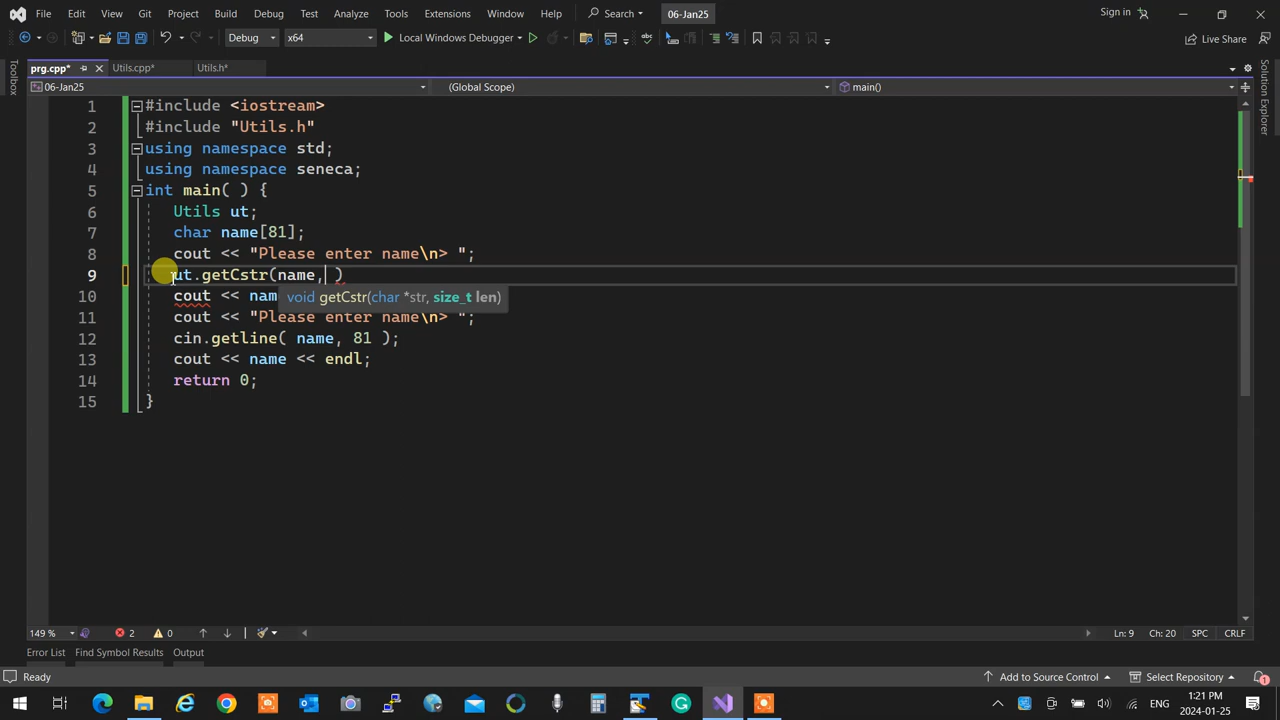 File Edit View Git Project Build Debug Test Analyze Tools Extensions Window Help Search 06-Jan25 Sign in
Debug x64 Local Windows Debugger Live Share
prg.cpp* Utils.cpp* Utils.h*
06-Jan25 (Global Scope) main()
Toolbox
Solution Explorer
1 #include <iostream>
2 #include "Utils.h"
3 using namespace std;
4 using namespace seneca;
5 int main( ) {
6 Utils ut;
7 char name[81];
8 cout << "Please enter name\n> ";
9 ut.getCstr(name, )
10 cout << nam
void getCstr(char *str, size_t len)
11 cout << "Please enter name\n> ";
12 cin.getline( name, 81 );
13 cout << name << endl;
14 return 0;
15 }
149 % 2 0 Ln: 9 Ch: 20 SPC CRLF
Error List Find Symbol Results Output
Ready Add to Source Control Select Repository 1
ENG 1:21 PM
2024-01-25